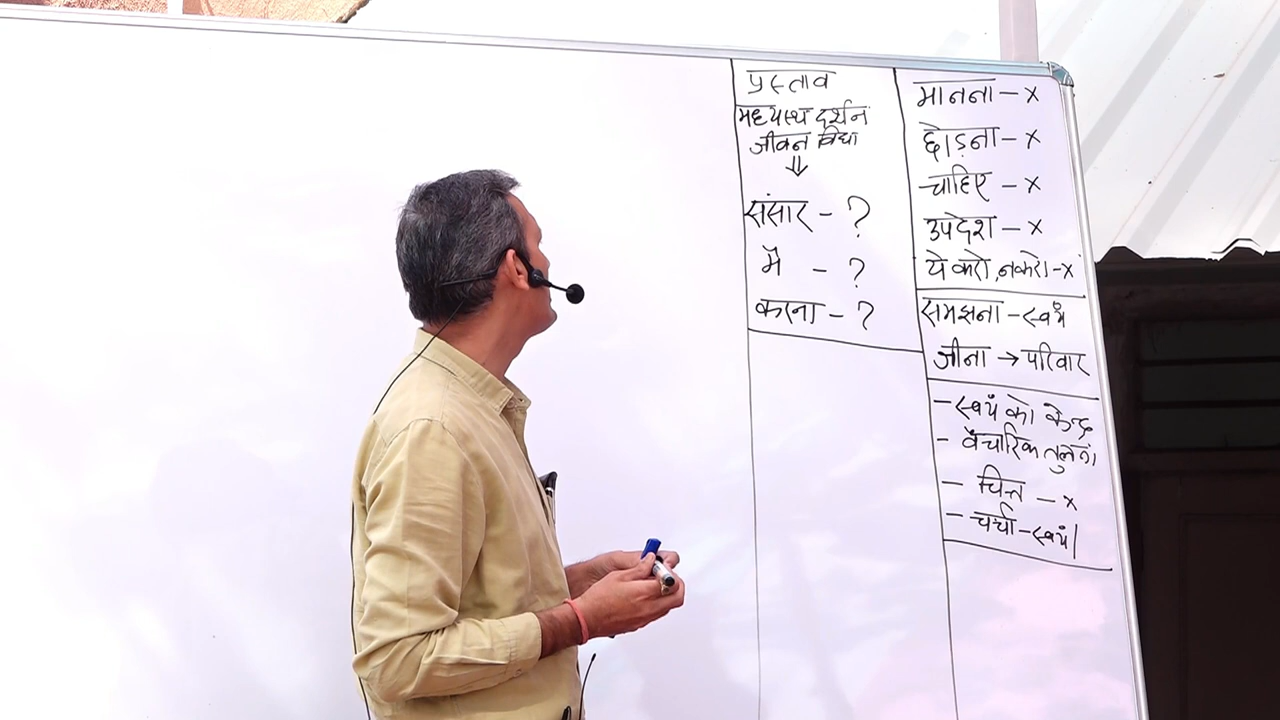 प्रस्ताव
मध्यस्थ दर्शन
जीवन विद्या
⇓
संसार - ?
मैं - ?
करना - ?
मानना - x
छोड़ना - x
चाहिए - x
उपदेश - x
ये करो, न करो - x
समझना - स्वयं
जीना → परिवार
- स्वयं को केन्द्र
- वैचारिक तुलना
- चित्त - x
- चर्चा - स्वयं